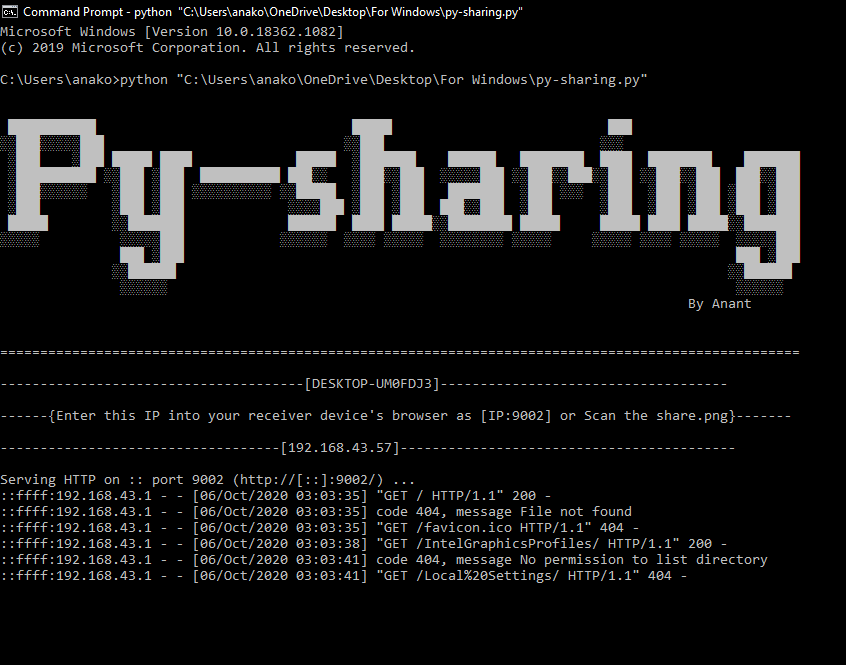 Command Prompt - python "C:\Users\anako\OneDrive\Desktop\For Windows\py-sharing.py"
Microsoft Windows [Version 10.0.18362.1082]
(c) 2019 Microsoft Corporation. All rights reserved.
C:\Users\anako>python "C:\Users\anako\OneDrive\Desktop\For Windows\py-sharing.py"
Py-sharing
By Anant
====================================================================================================
--------------------------------------[DESKTOP-UM0FDJ3]------------------------------------
------{Enter this IP into your receiver device's browser as [IP:9002] or Scan the share.png}-------
-----------------------------------[192.168.43.57]------------------------------------------
Serving HTTP on :: port 9002 (http://[::]:9002/) ...
::ffff:192.168.43.1 - - [06/Oct/2020 03:03:35] "GET / HTTP/1.1" 200 -
::ffff:192.168.43.1 - - [06/Oct/2020 03:03:35] code 404, message File not found
::ffff:192.168.43.1 - - [06/Oct/2020 03:03:35] "GET /favicon.ico HTTP/1.1" 404 -
::ffff:192.168.43.1 - - [06/Oct/2020 03:03:38] "GET /IntelGraphicsProfiles/ HTTP/1.1" 200 -
::ffff:192.168.43.1 - - [06/Oct/2020 03:03:41] code 404, message No permission to list directory
::ffff:192.168.43.1 - - [06/Oct/2020 03:03:41] "GET /Local%20Settings/ HTTP/1.1" 404 -